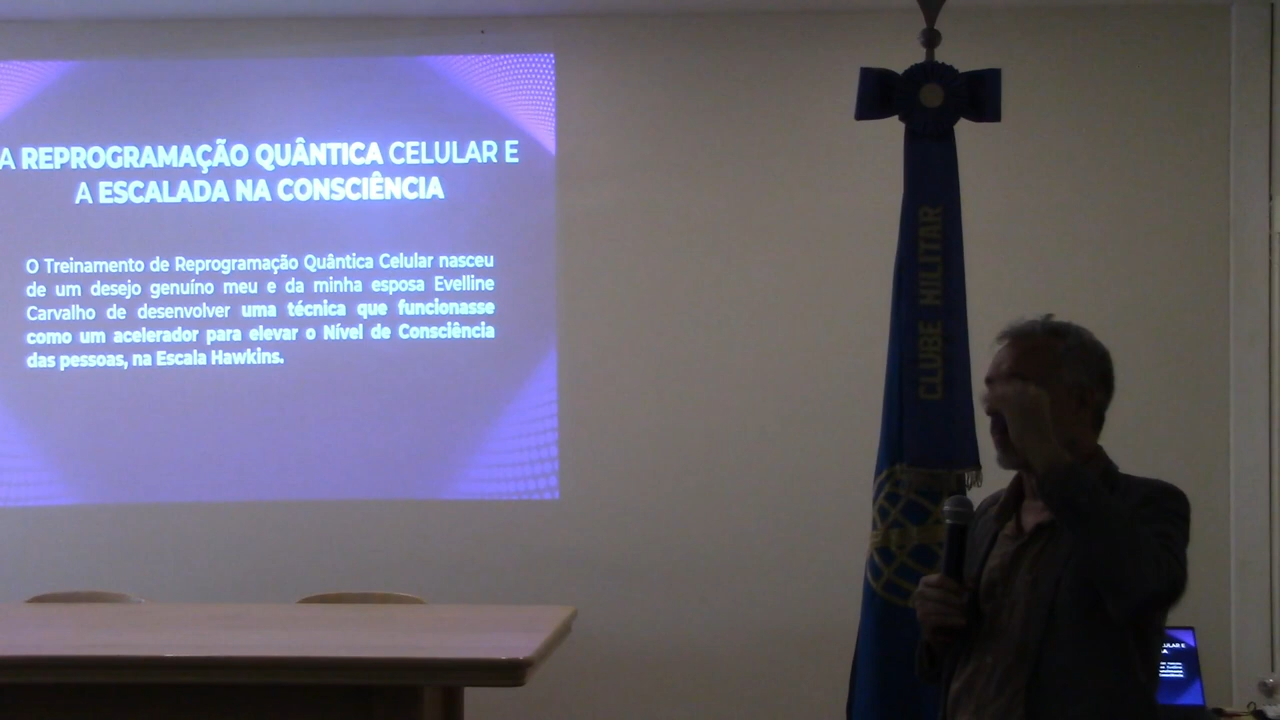 A REPROGRAMAÇÃO QUÂNTICA CELULAR E
A ESCALADA NA CONSCIÊNCIA
O Treinamento de Reprogramação Quântica Celular nasceu
de um desejo genuíno meu e da minha esposa Evelline
Carvalho de desenvolver uma técnica que funcionasse
como um acelerador para elevar o Nível de Consciência
das pessoas, na Escala Hawkins.
CLUBE MILITAR